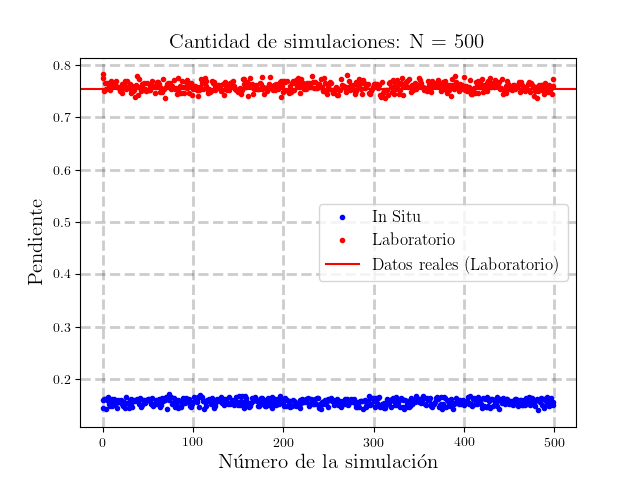 Cantidad de simulaciones: N = 500
0.8
0.7
0.6
0.5
0.4
0.3
0.2
Pendiente
In Situ
Laboratorio
Datos reales (Laboratorio)
0
100
200
300
400
500
Número de la simulación